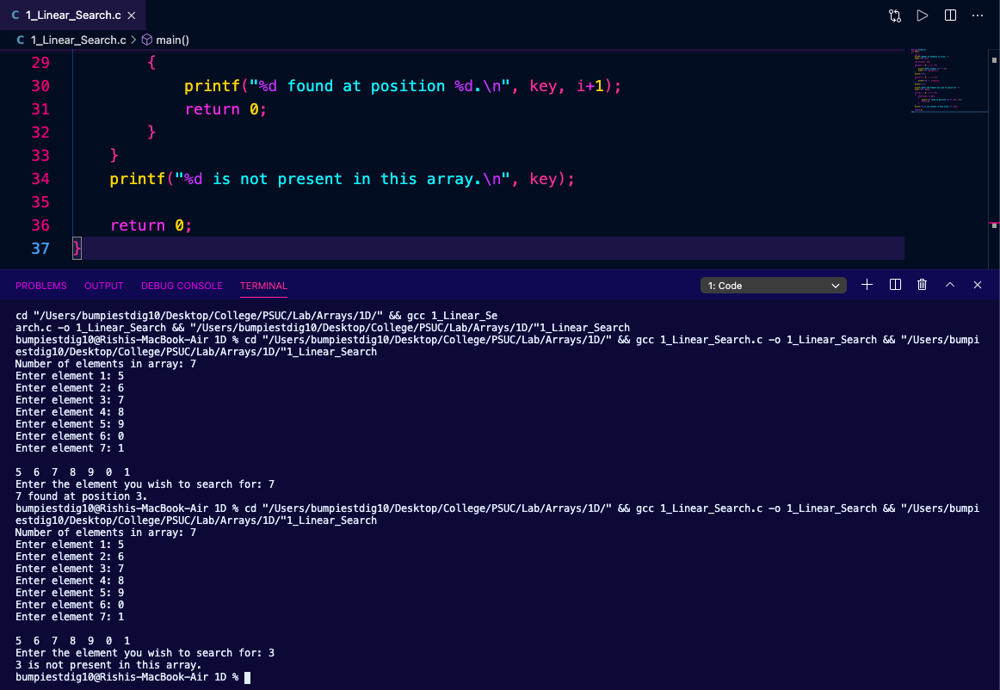 C 1_Linear_Search.c ×
C 1_Linear_Search.c > main()
29 {
30 printf("%d found at position %d.\n", key, i+1);
31 return 0;
32 }
33 }
34 printf("%d is not present in this array.\n", key);
35
36 return 0;
37 }
PROBLEMS OUTPUT DEBUG CONSOLE TERMINAL 1: Code
cd "/Users/bumpiestdig10/Desktop/College/PSUC/Lab/Arrays/1D/" && gcc 1_Linear_Se
arch.c -o 1_Linear_Search && "/Users/bumpiestdig10/Desktop/College/PSUC/Lab/Arrays/1D/"1_Linear_Search
bumpiestdig10@Rishis-MacBook-Air 1D % cd "/Users/bumpiestdig10/Desktop/College/PSUC/Lab/Arrays/1D/" && gcc 1_Linear_Search.c -o 1_Linear_Search && "/Users/bumpi
estdig10/Desktop/College/PSUC/Lab/Arrays/1D/"1_Linear_Search
Number of elements in array: 7
Enter element 1: 5
Enter element 2: 6
Enter element 3: 7
Enter element 4: 8
Enter element 5: 9
Enter element 6: 0
Enter element 7: 1
5 6 7 8 9 0 1
Enter the element you wish to search for: 7
7 found at position 3.
bumpiestdig10@Rishis-MacBook-Air 1D % cd "/Users/bumpiestdig10/Desktop/College/PSUC/Lab/Arrays/1D/" && gcc 1_Linear_Search.c -o 1_Linear_Search && "/Users/bumpi
estdig10/Desktop/College/PSUC/Lab/Arrays/1D/"1_Linear_Search
Number of elements in array: 7
Enter element 1: 5
Enter element 2: 6
Enter element 3: 7
Enter element 4: 8
Enter element 5: 9
Enter element 6: 0
Enter element 7: 1
5 6 7 8 9 0 1
Enter the element you wish to search for: 3
3 is not present in this array.
bumpiestdig10@Rishis-MacBook-Air 1D %